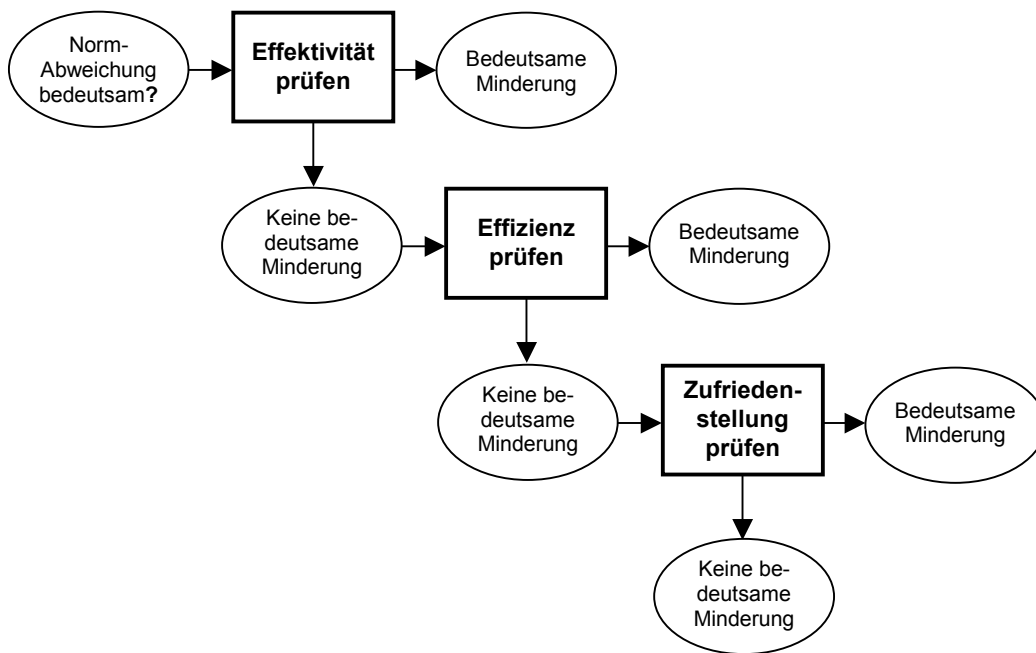 Norm-
Abweichung
bedeutsam?
Effektivität
prüfen
Bedeutsame
Minderung
Keine be-
deutsame
Minderung
Effizienz
prüfen
Bedeutsame
Minderung
Keine be-
deutsame
Minderung
Zufrieden-
stellung
prüfen
Bedeutsame
Minderung
Keine be-
deutsame
Minderung